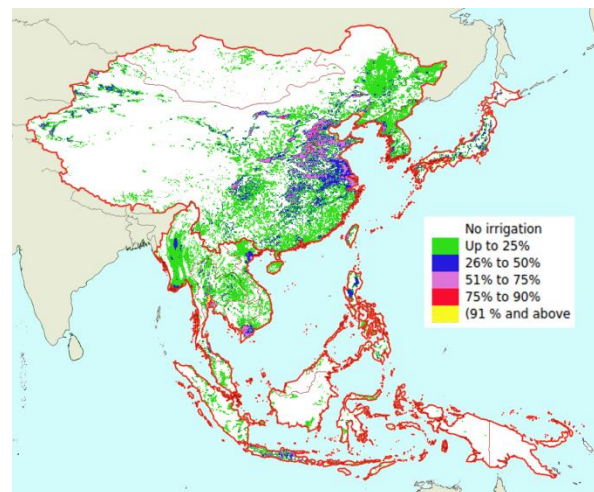 No irrigation
Up to 25%
26% to 50%
51% to 75%
75% to 90%
(91 % and above